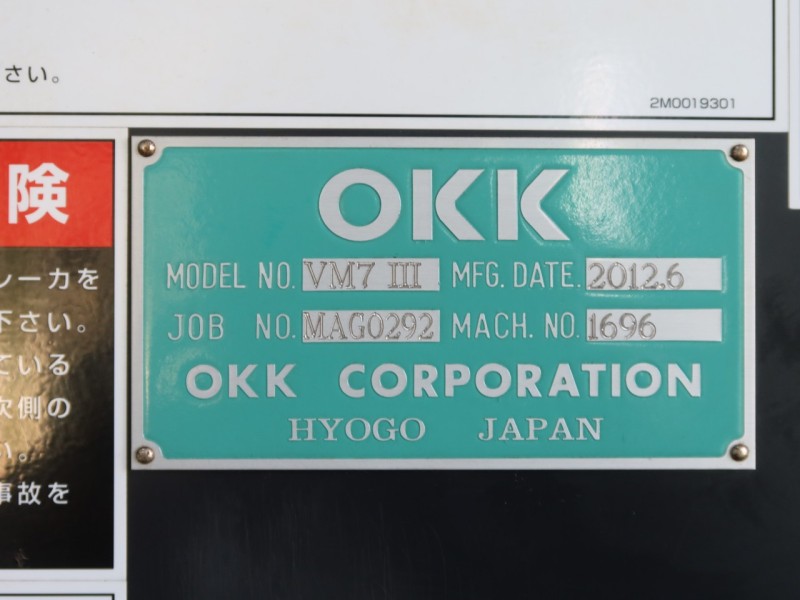 さい。
2M0019301
険
OKK
MODEL NO. VM7 III MFG. DATE. 2012,6
JOB NO. MAG0292 MACH. NO. 1696
OKK CORPORATION
HYOGO JAPAN
レーカを
下さい。
ている
次側の
い。
事故を